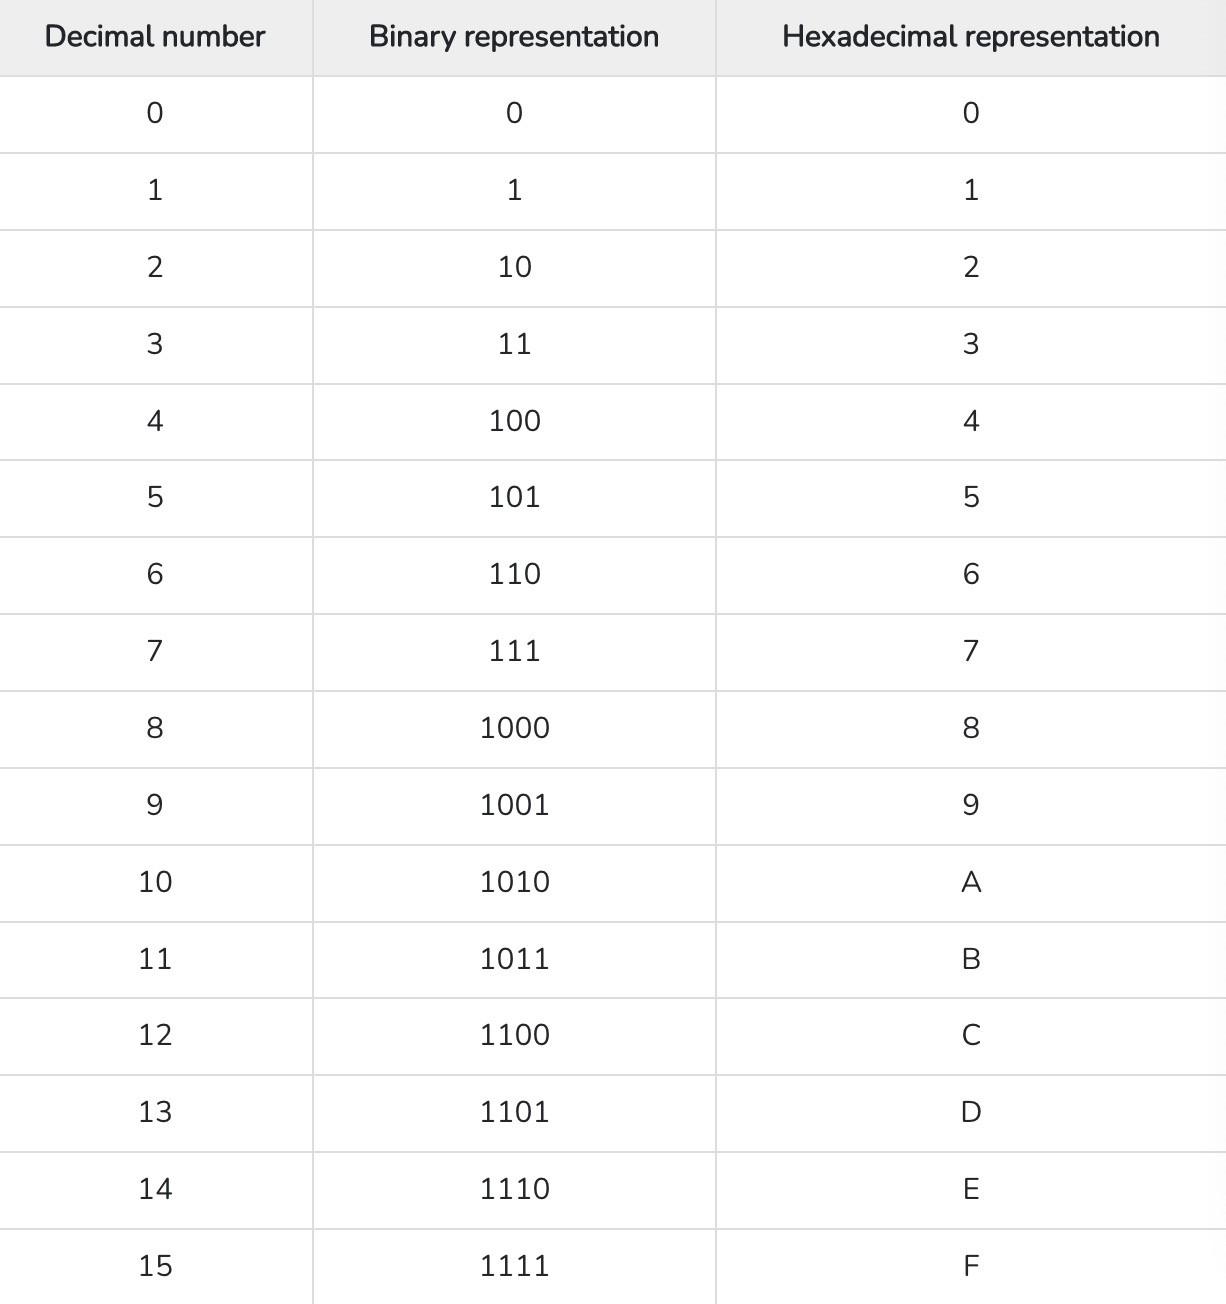 Decimal number Binary representation Hexadecimal representation
0 0 0
1 1 1
2 10 2
3 11 3
4 100 4
5 101 5
6 110 6
7 111 7
8 1000 8
9 1001 9
10 1010 A
11 1011 B
12 1100 C
13 1101 D
14 1110 E
15 1111 F